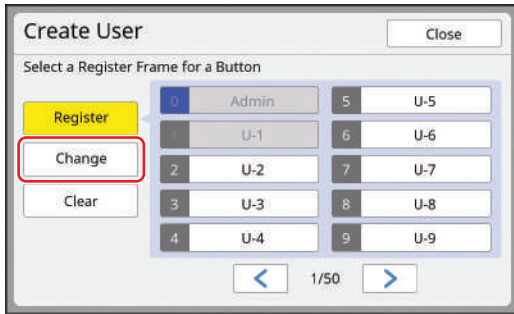 Create User
Close
Select a Register Frame for a Button
Register
Change
Clear
0 Admin
1 U-1
2 U-2
3 U-3
4 U-4
5 U-5
6 U-6
7 U-7
8 U-8
9 U-9
< 1/50 >